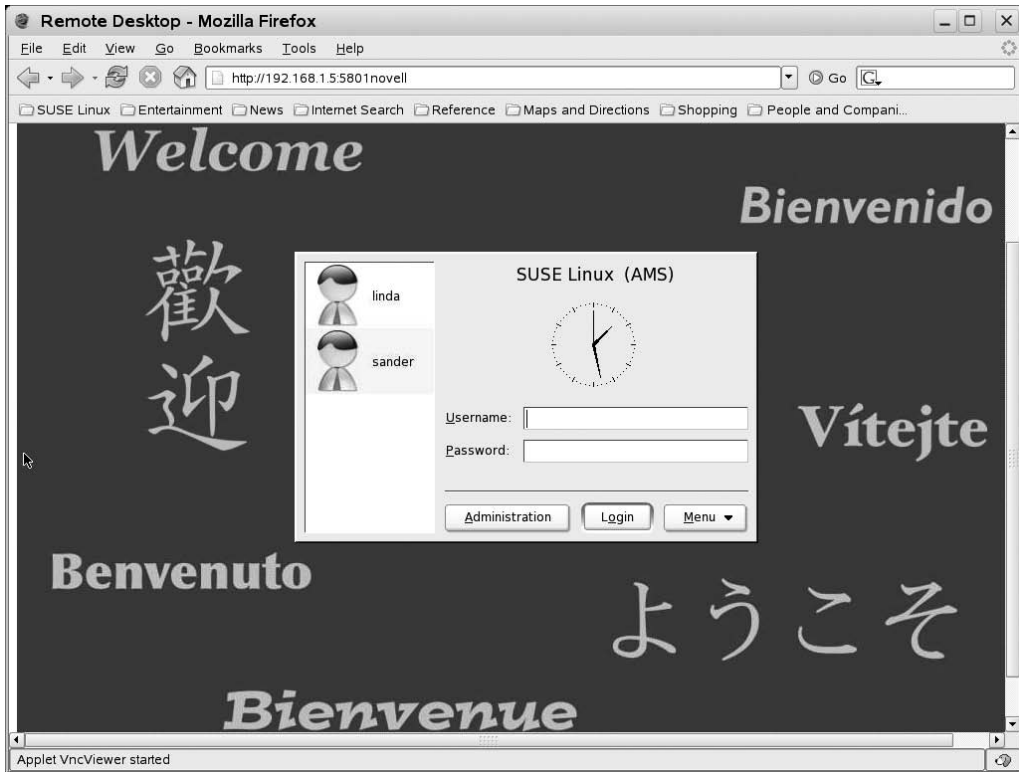 Remote Desktop - Mozilla Firefox
File Edit View Go Bookmarks Tools Help
http://192.168.1.5:5801novell Go G
SUSE Linux Entertainment News Internet Search Reference Maps and Directions Shopping People and Compani...
Welcome
Bienvenido
歡迎
SUSE Linux (AMS)
linda
sander
Username:
Password:
Administration Login Menu
Vítejte
Benvenuto
ようこそ
Bienvenue
Applet VncViewer started